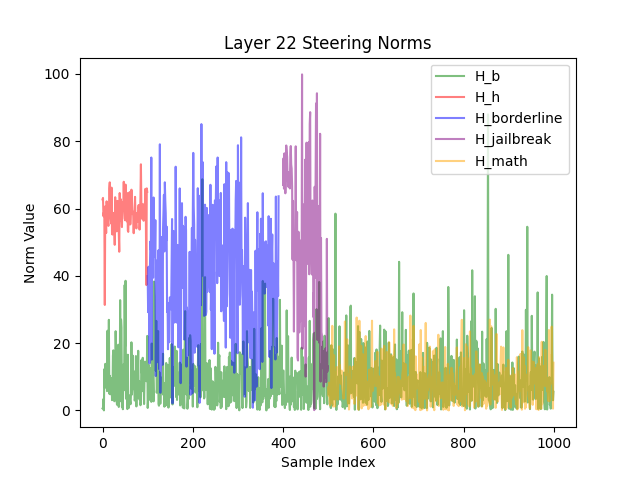 Layer 22 Steering Norms
H_b
H_h
H_borderline
H_jailbreak
H_math
100
80
60
40
20
0
Norm Value
0
200
400
600
800
1000
Sample Index